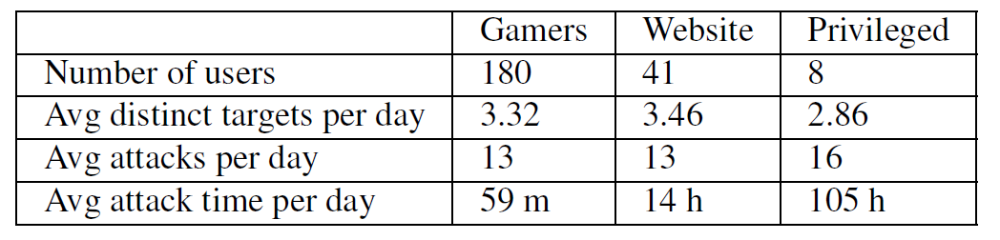 Gamers Website Privileged
Number of users 180 41 8
Avg distinct targets per day 3.32 3.46 2.86
Avg attacks per day 13 13 16
Avg attack time per day 59 m 14 h 105 h